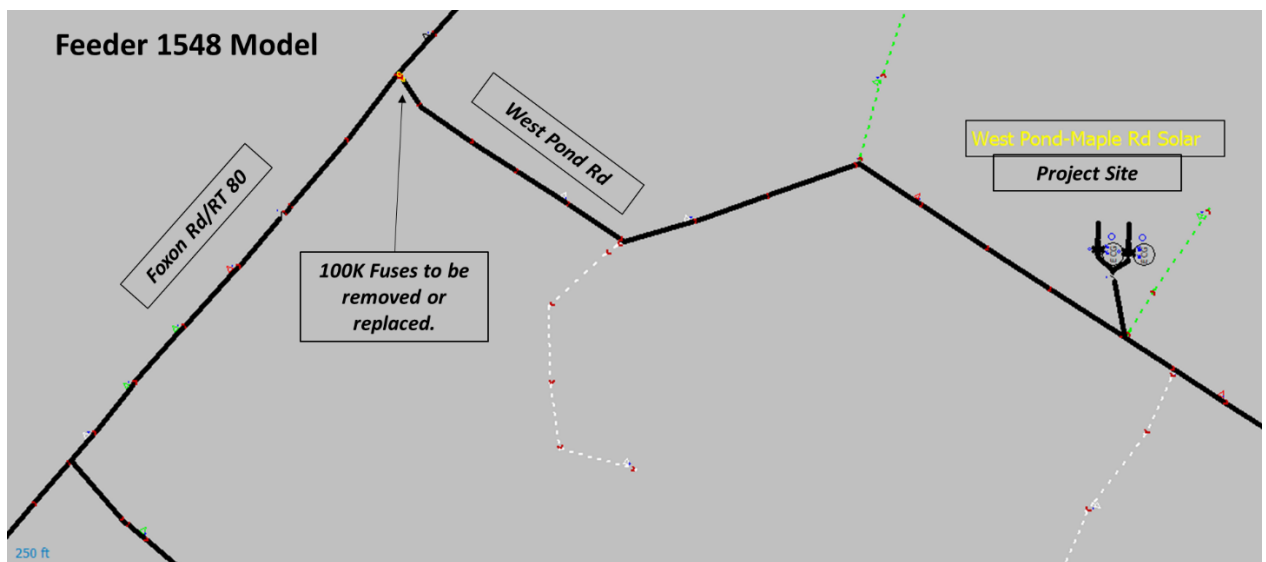 Feeder 1548 Model
West Pond Rd
Foxon Rd/RT 80
100K Fuses to be
removed or
replaced.
West Pond-Maple Rd Solar
Project Site
250 ft